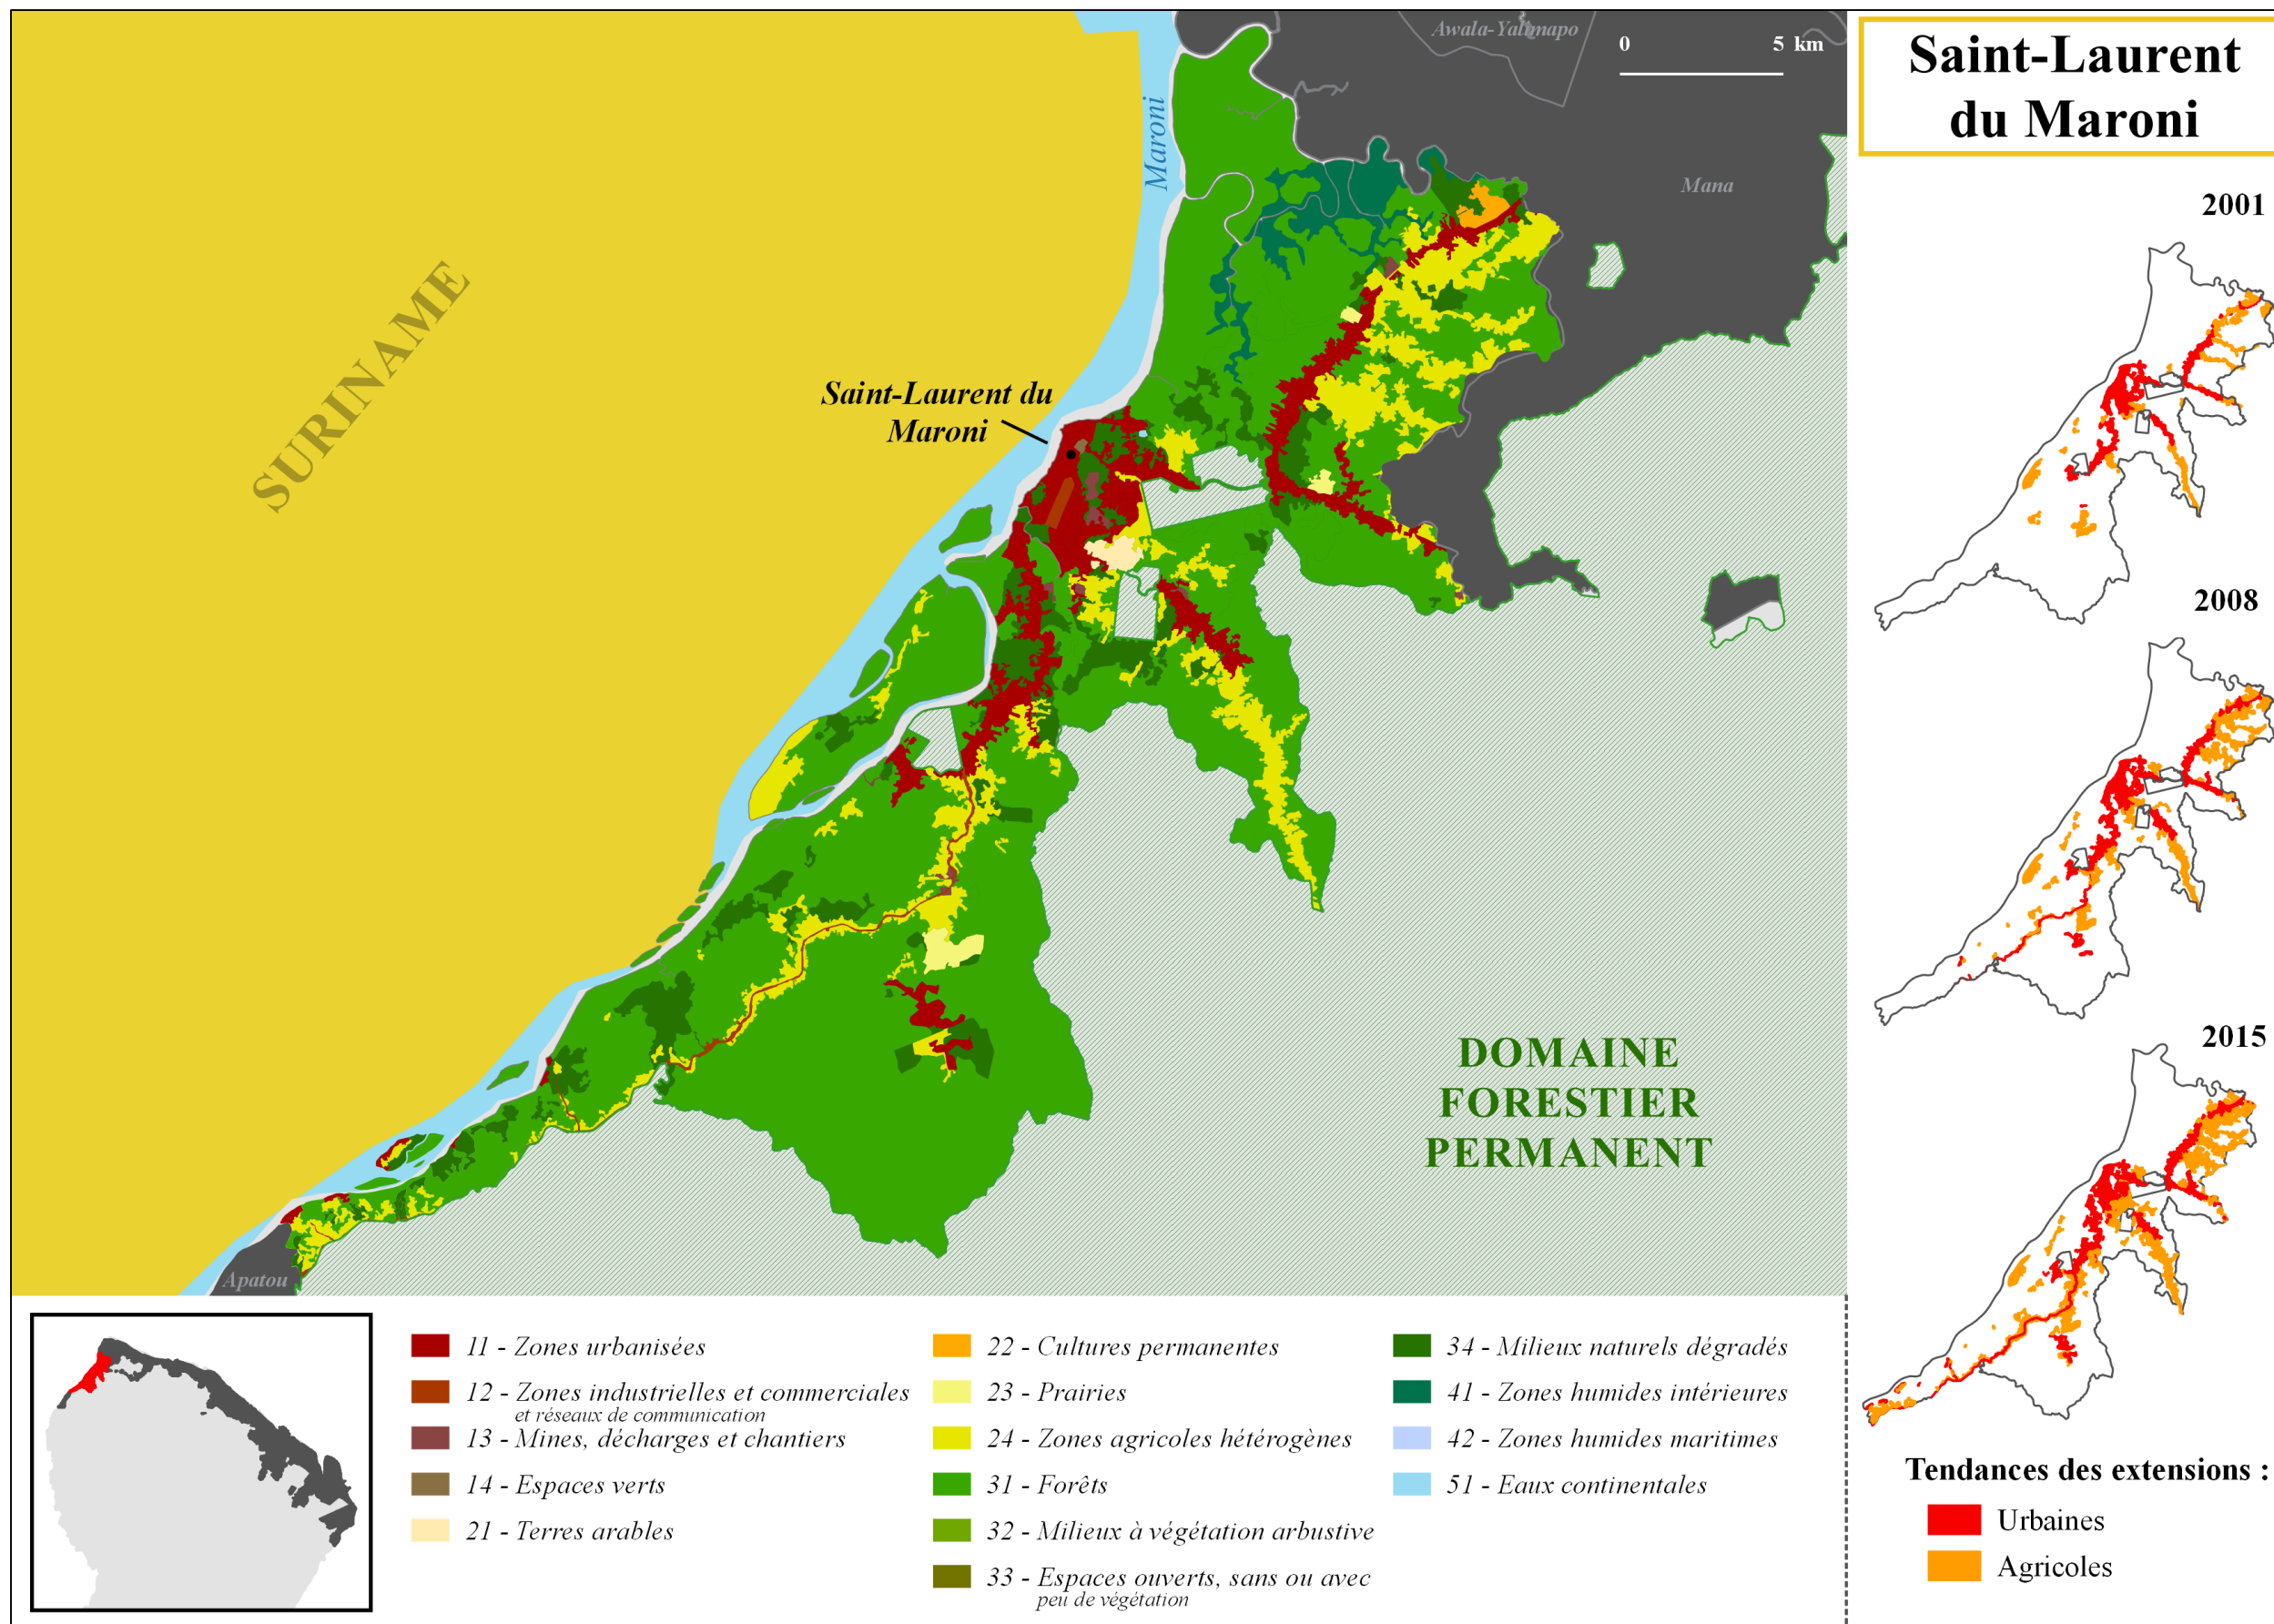 Saint-Laurent
du Maroni
Awala-Yalimapo
0 5 km
Maroni
Mana
SURINAME
Saint-Laurent du
Maroni
DOMAINE
FORESTIER
PERMANENT
Apatou
2001
2008
2015
Tendances des extensions :
Urbaines
Agricoles
11 - Zones urbanisées
12 - Zones industrielles et commerciales
et réseaux de communication
13 - Mines, décharges et chantiers
14 - Espaces verts
21 - Terres arables
22 - Cultures permanentes
23 - Prairies
24 - Zones agricoles hétérogènes
31 - Forêts
32 - Milieux à végétation arbustive
33 - Espaces ouverts, sans ou avec
peu de végétation
34 - Milieux naturels dégradés
41 - Zones humides intérieures
42 - Zones humides maritimes
51 - Eaux continentales